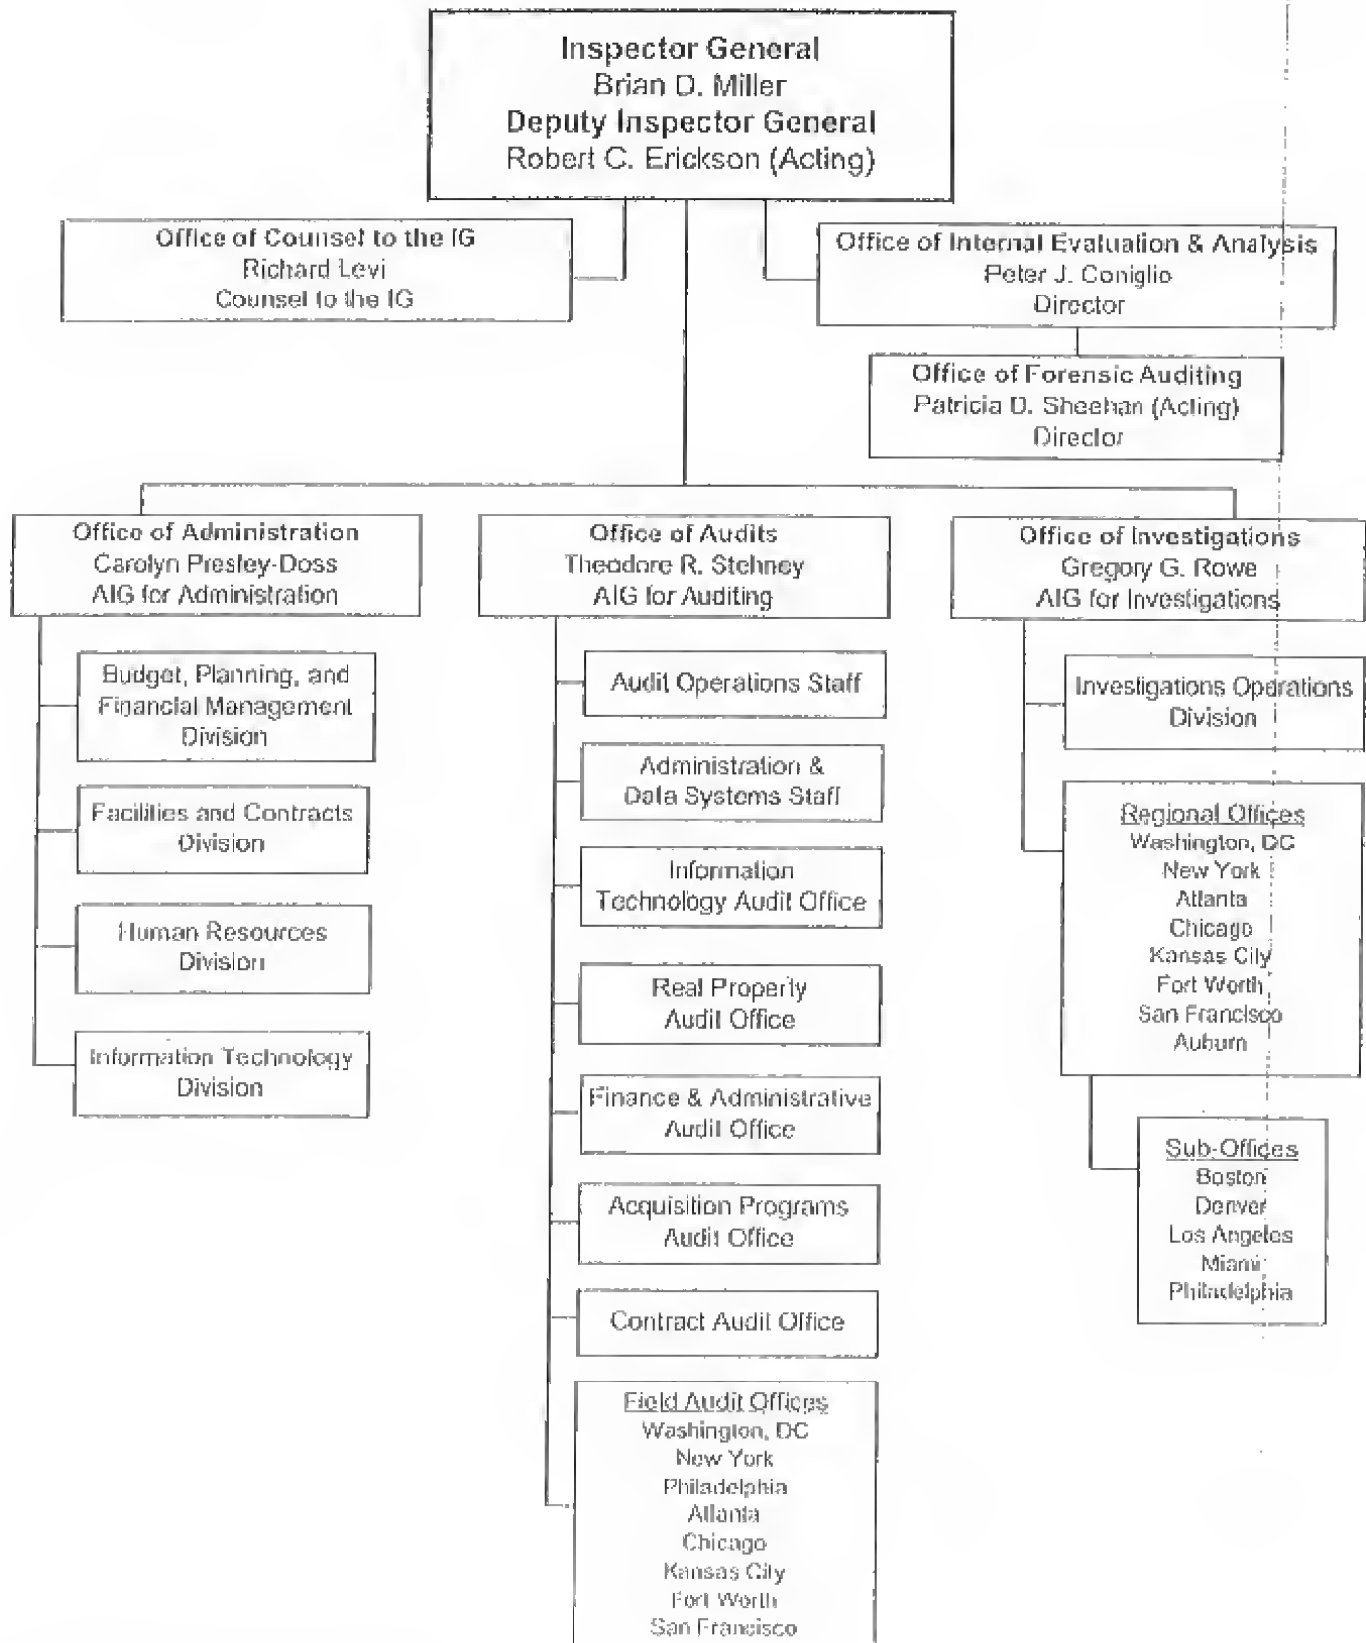 Inspector General
Brian D. Miller
Deputy Inspector General
Robert C. Erickson (Acting)
Office of Counsel to the IG
Richard Levi
Counsel to the IG
Office of Internal Evaluation & Analysis
Peter J. Coniglio
Director
Office of Forensic Auditing
Patricia D. Sheehan (Acting)
Director
Office of Administration
Carolyn Presley-Doss
AIG for Administration
Budget, Planning, and
Financial Management
Division
Facilities and Contracts
Division
Human Resources
Division
Information Technology
Division
Office of Audits
Theodore R. Stehney
AIG for Auditing
Audit Operations Staff
Administration &
Data Systems Staff
Information
Technology Audit Office
Real Property
Audit Office
Finance & Administrative
Audit Office
Acquisition Programs
Audit Office
Contract Audit Office
Field Audit Offices
Washington, DC
New York
Philadelphia
Atlanta
Chicago
Kansas City
Fort Worth
San Francisco
Office of Investigations
Gregory G. Rowe
AIG for Investigations
Investigations Operations
Division
Regional Offices
Washington, DC
New York
Atlanta
Chicago
Kansas City
Fort Worth
San Francisco
Auburn
Sub-Offices
Boston
Denver
Los Angeles
Miami
Philadelphia